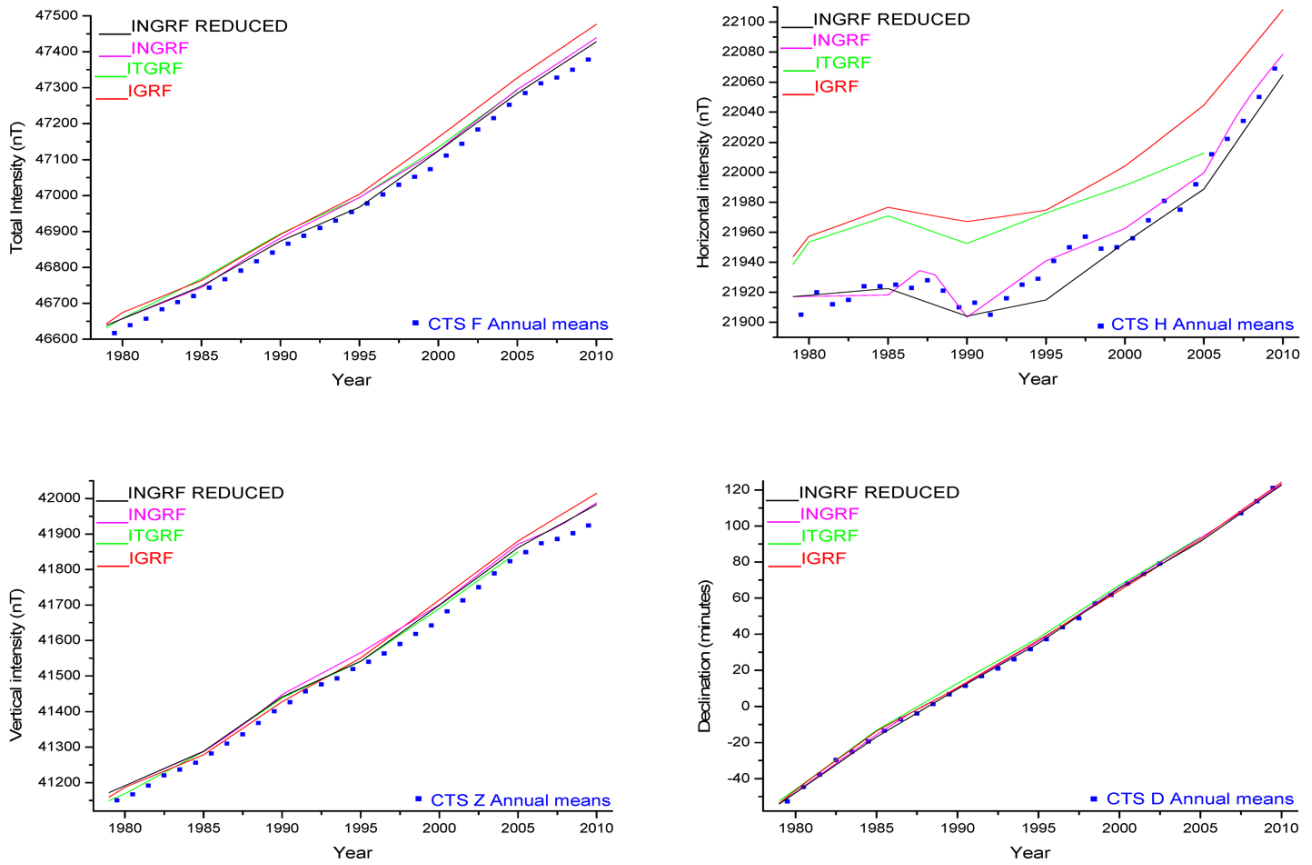 47500
47400
47300
47200
47100
47000
46900
46800
46700
46600
Total Intensity (nT)
INGRF REDUCED
INGRF
ITGRF
IGRF
CTS F Annual means
1980 1985 1990 1995 2000 2005 2010
Year
22100
22080
22060
22040
22020
22000
21980
21960
21940
21920
21900
Horizontal intensity (nT)
INGRF REDUCED
INGRF
ITGRF
IGRF
CTS H Annual means
1980 1985 1990 1995 2000 2005 2010
Year
42000
41900
41800
41700
41600
41500
41400
41300
41200
Vertical intensity (nT)
INGRF REDUCED
INGRF
ITGRF
IGRF
CTS Z Annual means
1980 1985 1990 1995 2000 2005 2010
Year
120
100
80
60
40
20
0
-20
-40
Declination (minutes)
INGRF REDUCED
INGRF
ITGRF
IGRF
CTS D Annual means
1980 1985 1990 1995 2000 2005 2010
Year